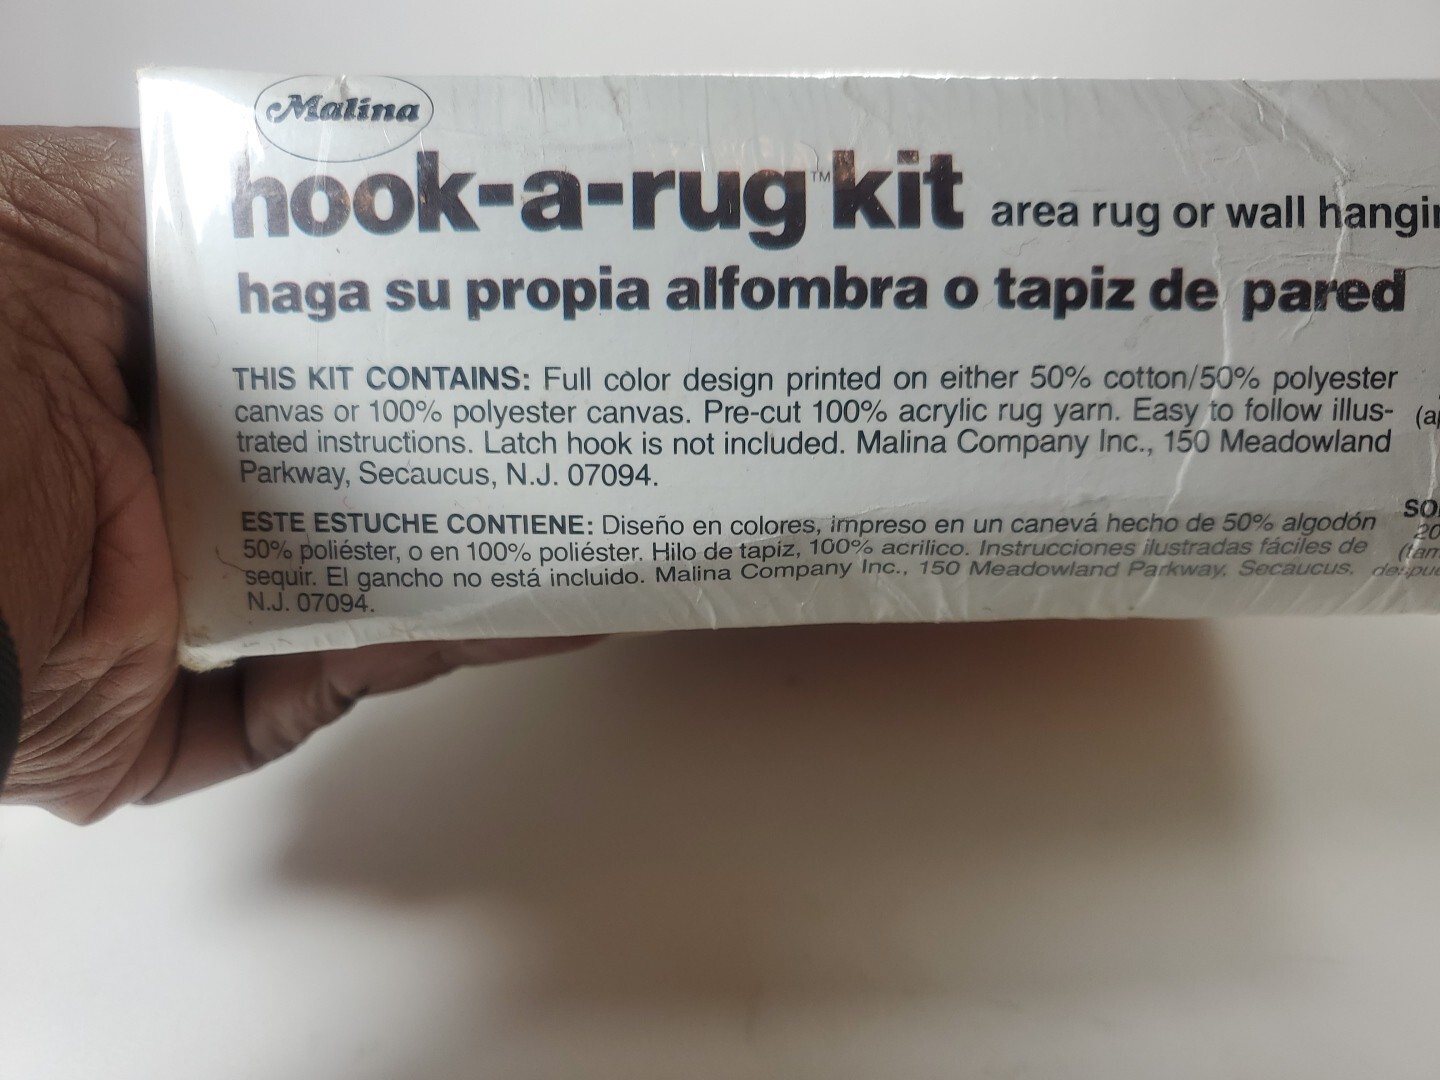 Malina
hook-a-rug™ kit area rug or wall
haga su propia alfombra o tapiz de pared
THIS KIT CONTAINS: Full color design printed on either 50% cotton/50% polyester
canvas or 100% polyester canvas. Pre-cut 100% acrylic rug yarn. Easy to follow illus-
trated instructions. Latch hook is not included. Malina Company Inc., 150 Meadowland
Parkway, Secaucus, N.J. 07094.
ESTE ESTUCHE CONTIENE: Diseño en colores, impreso en un canevá hecho de 50% algodón
50% poliéster, o en 100% poliéster. Hilo de tapiz, 100% acrilico. Instrucciones ilustradas fáciles de
sequir. El gancho no está incluido. Malina Company Inc., 150 Meadowland Parkway, Secaucus,
N.J. 07094.